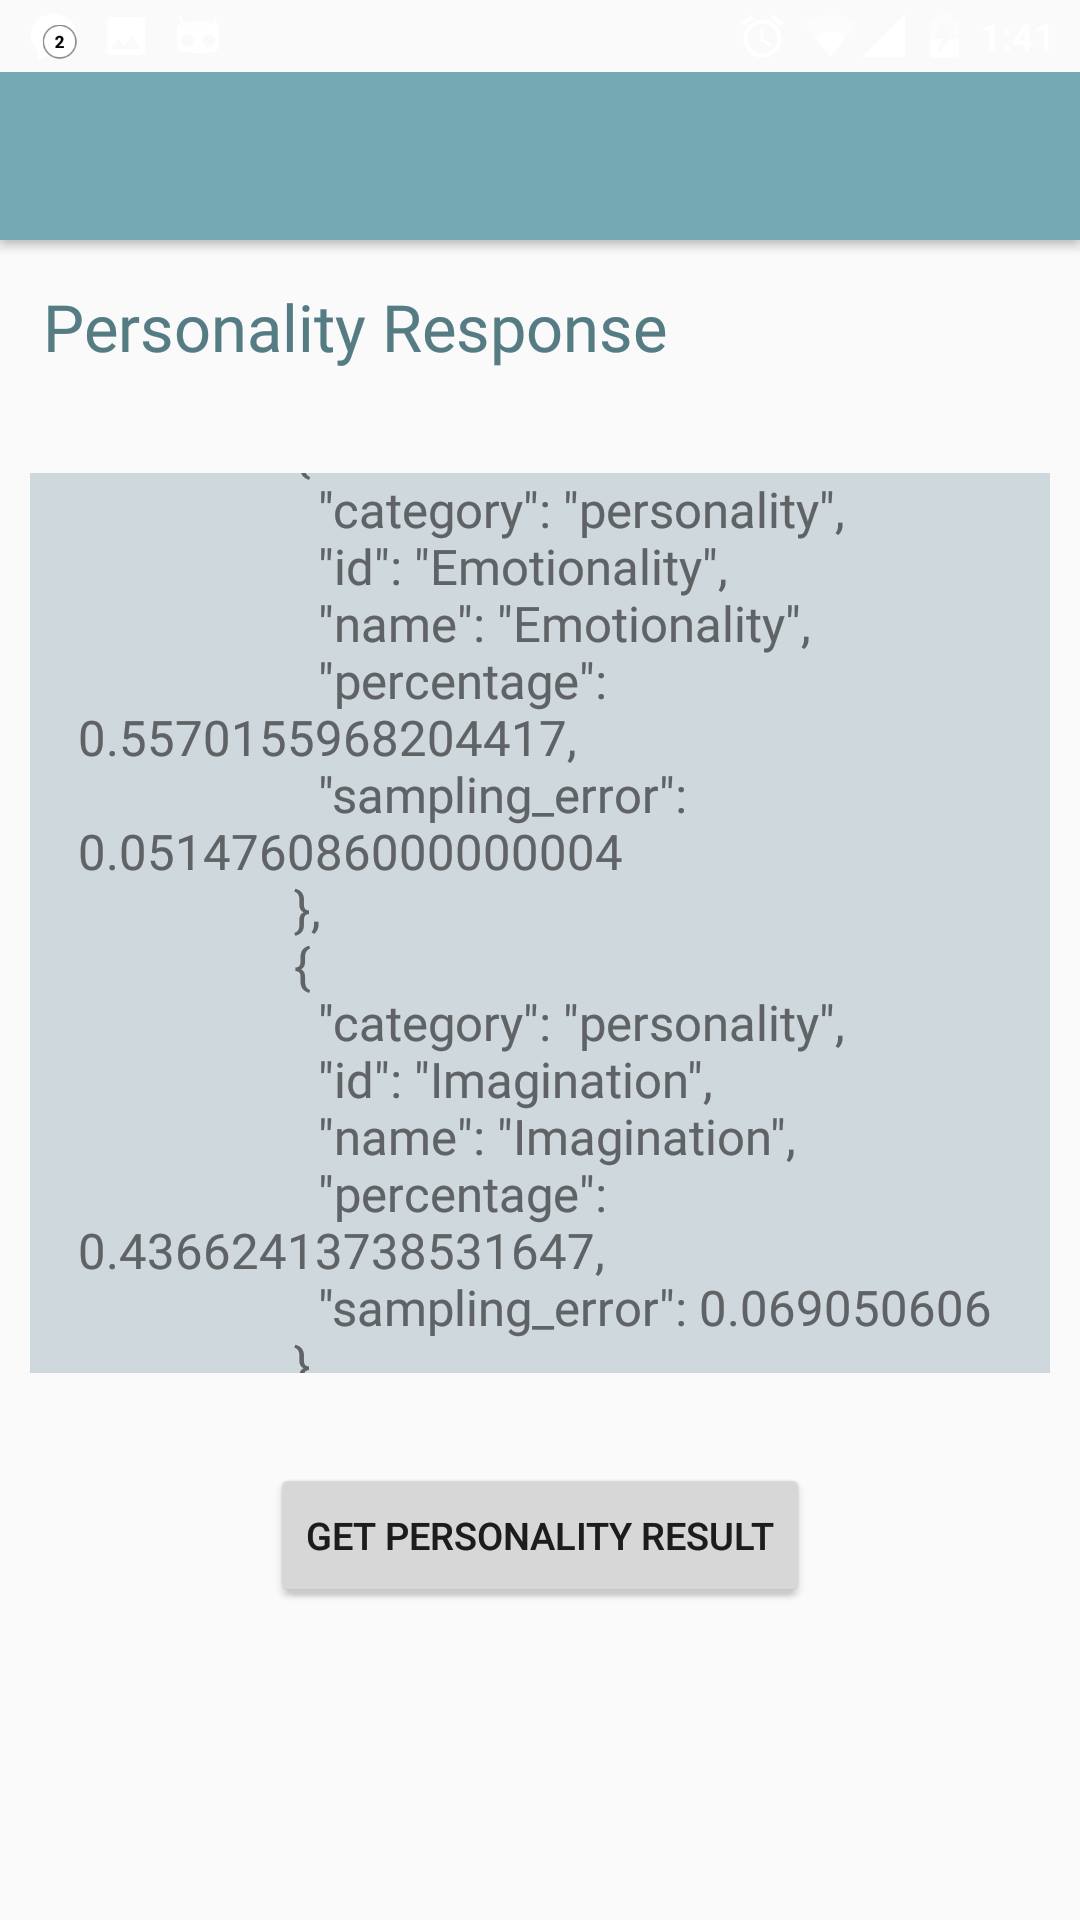 2
1:41
Personality Response
"category": "personality",
"id": "Emotionality",
"name": "Emotionality",
"percentage":
0.5570155968204417,
"sampling_error":
0.051476086000000004
},
{
"category": "personality",
"id": "Imagination",
"name": "Imagination",
"percentage":
0.43662413738531647,
"sampling_error": 0.069050606
}
GET PERSONALITY RESULT